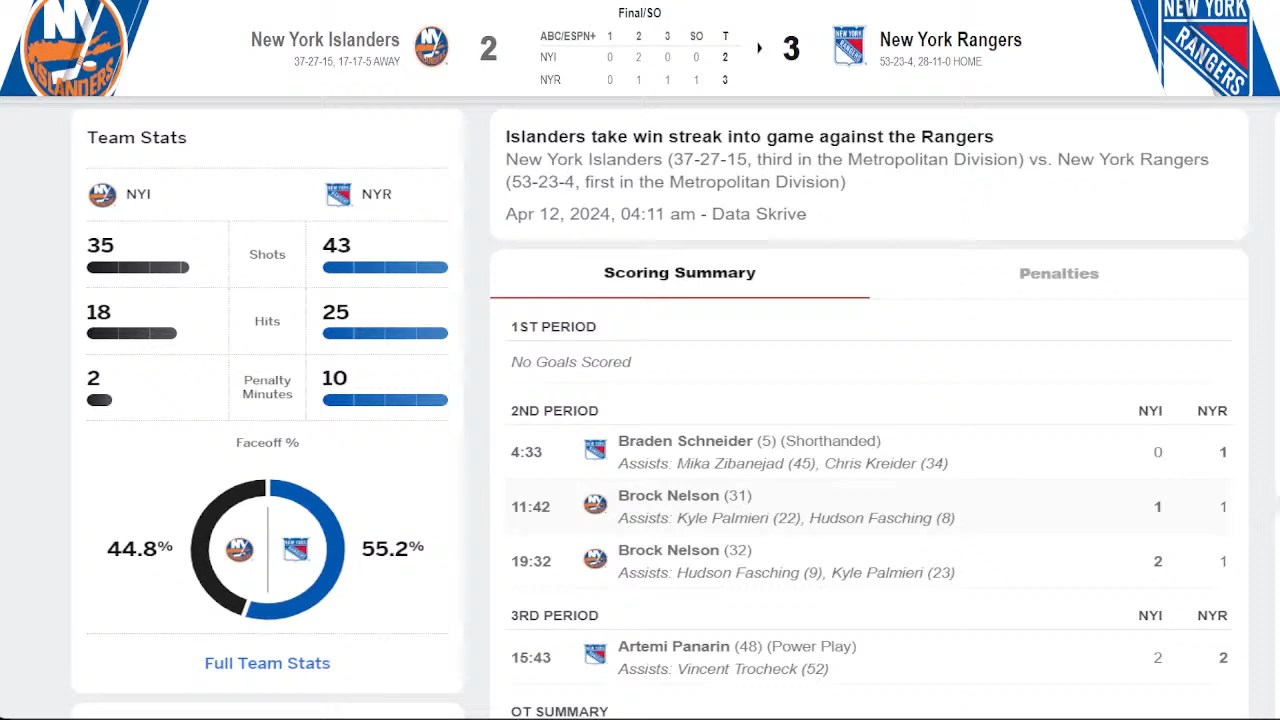 Final/SO
NEW YORK
RANGERS
NY
ISLANDERS
New York Islanders
37-27-15, 17-17-5 AWAY
2
ABC/ESPN+ 1 2 3 SO T
NYI 0 2 0 0 2
NYR 0 1 1 1 3
3
New York Rangers
53-23-4, 28-11-0 HOME
Team Stats
NYI NYR
35 Shots 43
18 Hits 25
2 Penalty Minutes 10
Faceoff %
44.8% 55.2%
Full Team Stats
Islanders take win streak into game against the Rangers
New York Islanders (37-27-15, third in the Metropolitan Division) vs. New York Rangers
(53-23-4, first in the Metropolitan Division)
Apr 12, 2024, 04:11 am - Data Skrive
Scoring Summary Penalties
1ST PERIOD
No Goals Scored
2ND PERIOD NYI NYR
4:33 Braden Schneider (5) (Shorthanded) 0 1
Assists: Mika Zibanejad (45), Chris Kreider (34)
11:42 Brock Nelson (31) 1 1
Assists: Kyle Palmieri (22), Hudson Fasching (8)
19:32 Brock Nelson (32) 2 1
Assists: Hudson Fasching (9), Kyle Palmieri (23)
3RD PERIOD NYI NYR
15:43 Artemi Panarin (48) (Power Play) 2 2
Assists: Vincent Trocheck (52)
OT SUMMARY